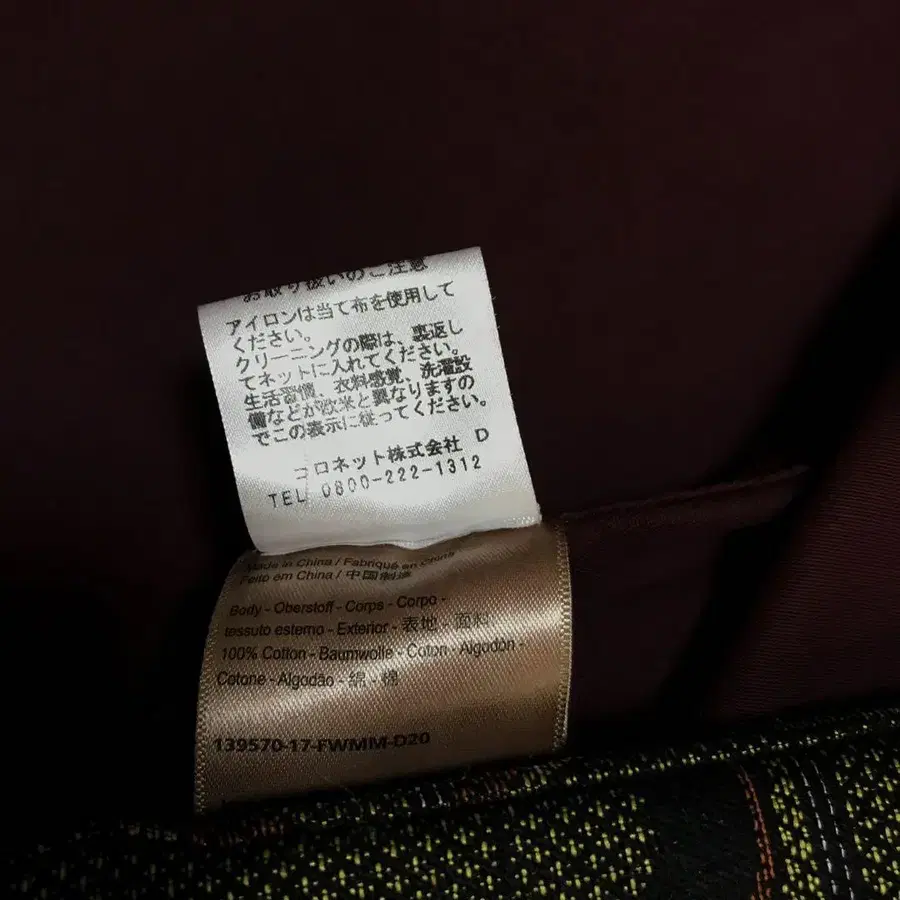 お取り扱いのご注意
アイロンは当て布を使用して
ください。
クリーニングの際は、裏返し
てネットに入れてください。
生活習慣、衣料感覚、洗濯設
備などが欧米と異なりますの
でこの表示に従ってください。
コロネット株式会社 D
TEL 0800-222-1312
Made in China / Fabriqué en China
Feito em China / 中国制造
Body - Oberstoff - Corps - Corpo -
tessuto esterno - Exterior - 表地 - 面料
100% Cotton - Baumwolle - Coton - Algodón -
Cotone - Algodão - 綿 - 棉
139570-17-FWMM-D20